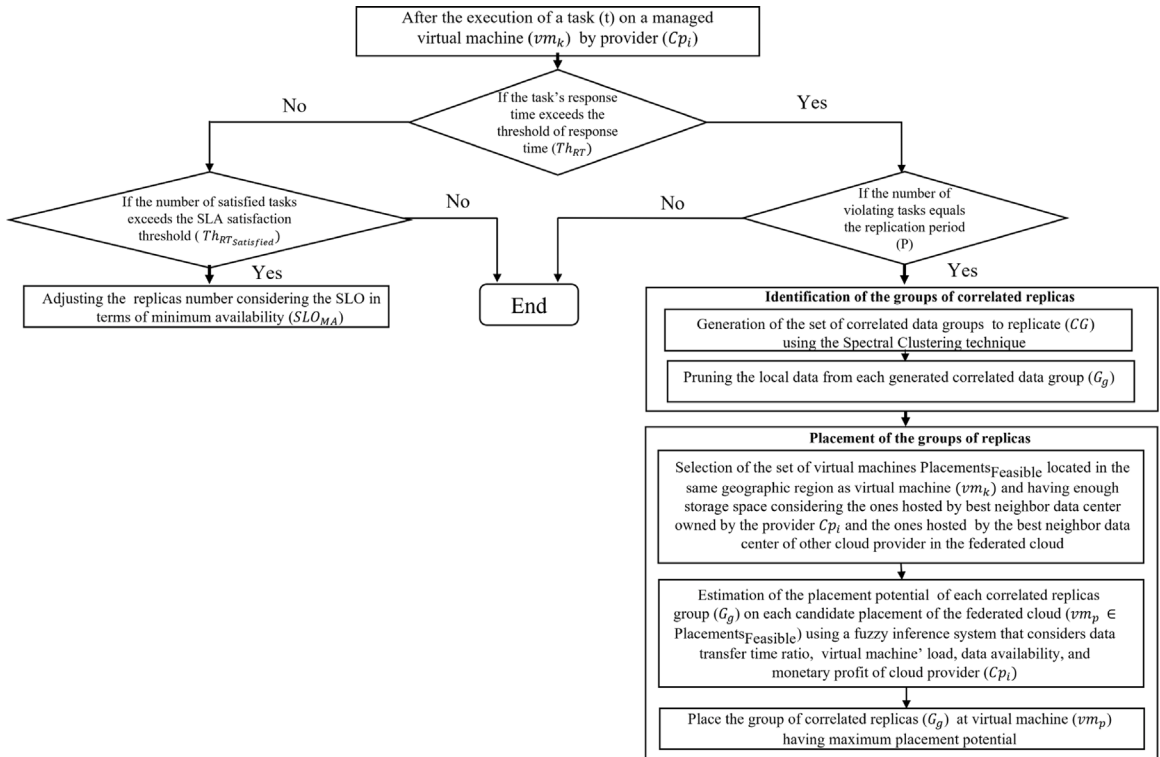 After the execution of a task (t) on a managed
virtual machine (vm_k) by provider (Cp_i)
No
If the task's response
time exceeds the
threshold of response
time (Th_RT)
Yes
If the number of satisfied tasks
exceeds the SLA satisfaction
threshold ( Th_RT_Satisfied)
No
No
If the number of
violating tasks equals
the replication period
(P)
Yes
Yes
Adjusting the replicas number considering the SLO in
terms of minimum availability (SLO_MA)
End
Identification of the groups of correlated replicas
Generation of the set of correlated data groups to replicate (CG)
using the Spectral Clustering technique
Pruning the local data from each generated correlated data group (G_g)
Placement of the groups of replicas
Selection of the set of virtual machines Placements_Feasible located in the
same geographic region as virtual machine (vm_k) and having enough
storage space considering the ones hosted by best neighbor data center
owned by the provider Cp_i and the ones hosted by the best neighbor data
center of other cloud provider in the federated cloud
Estimation of the placement potential of each correlated replicas
group (G_g) on each candidate placement of the federated cloud (vm_p ∈
Placements_Feasible) using a fuzzy inference system that considers data
transfer time ratio, virtual machine' load, data availability, and
monetary profit of cloud provider (Cp_i)
Place the group of correlated replicas (G_g) at virtual machine (vm_p)
having maximum placement potential